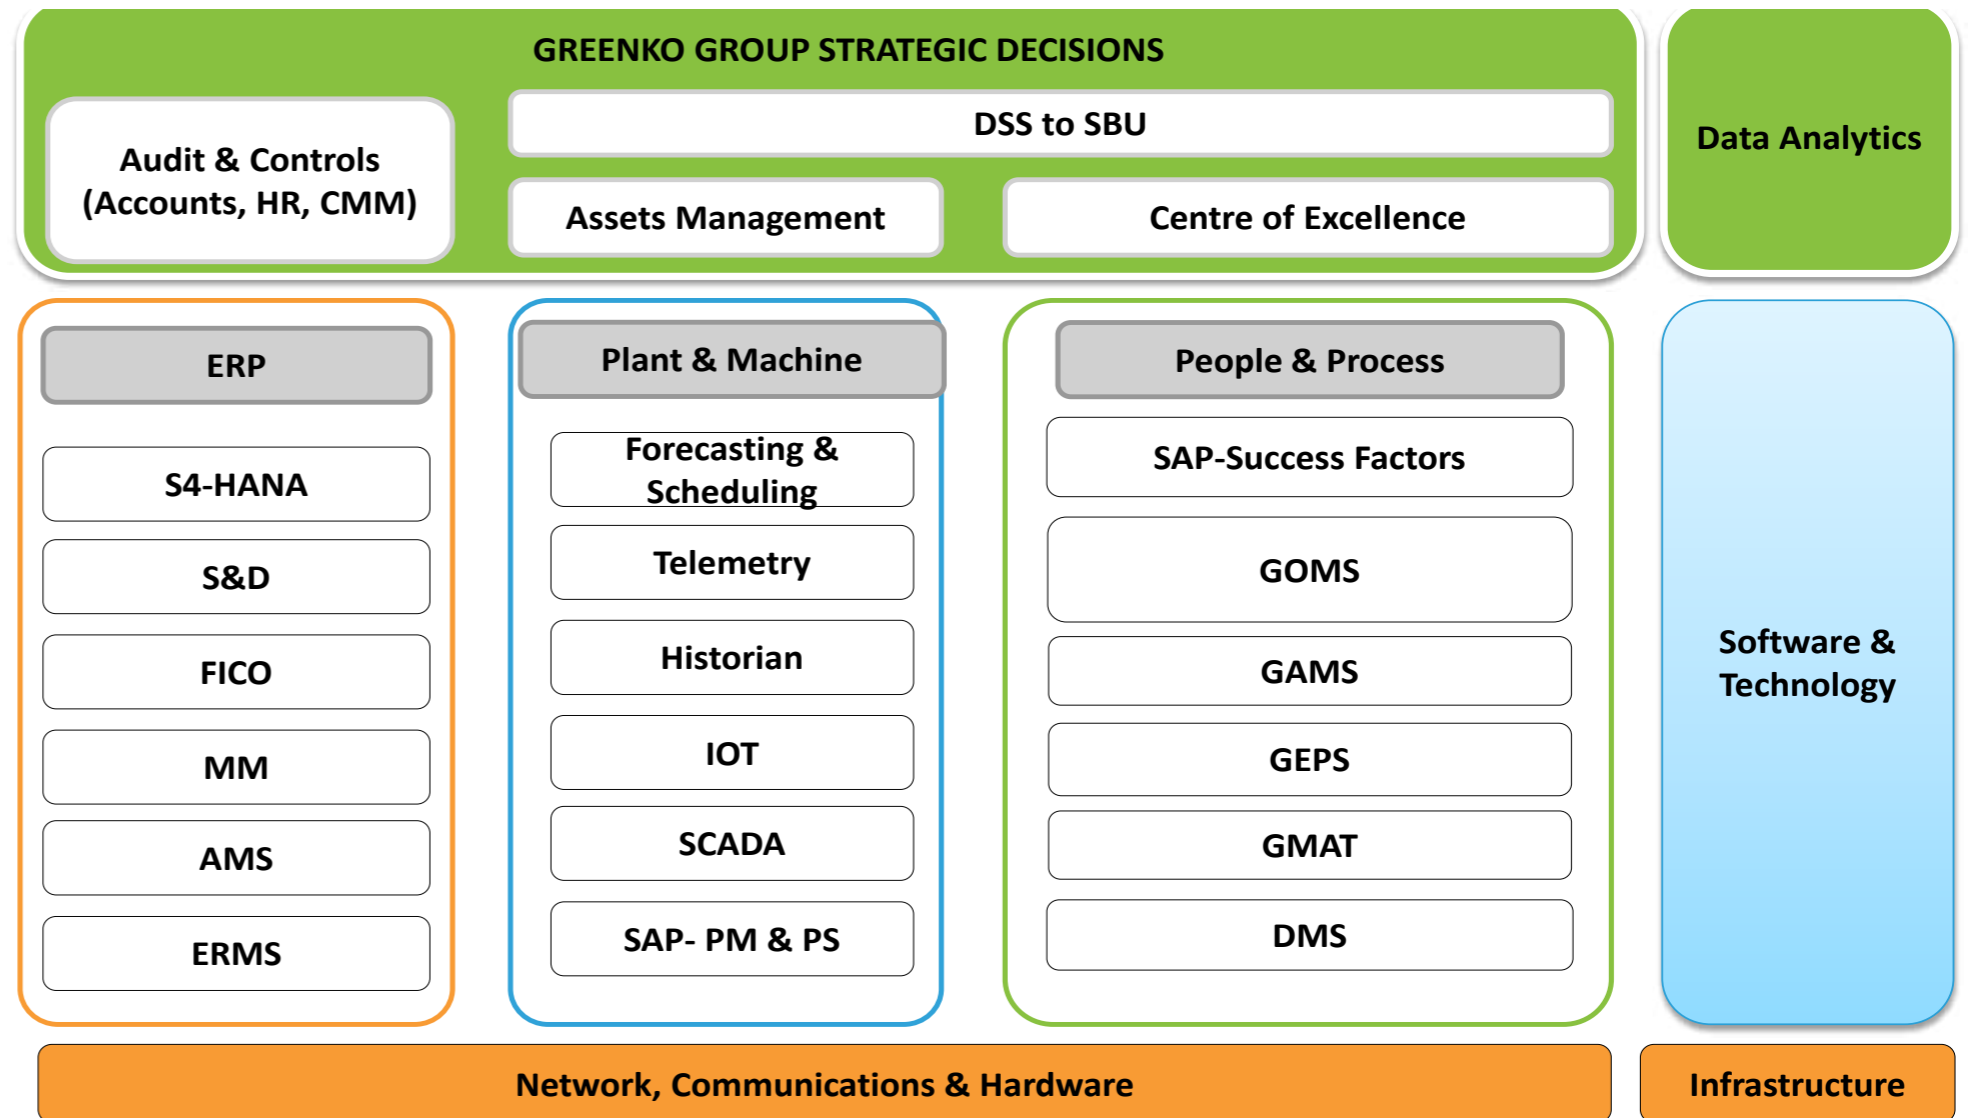 GREENKO GROUP STRATEGIC DECISIONS
Audit & Controls
(Accounts, HR, CMM)
DSS to SBU
Assets Management
Centre of Excellence
Data Analytics
ERP
S4-HANA
S&D
FICO
MM
AMS
ERMS
Plant & Machine
Forecasting &
Scheduling
Telemetry
Historian
IOT
SCADA
SAP- PM & PS
People & Process
SAP-Success Factors
GOMS
GAMS
GEPS
GMAT
DMS
Software &
Technology
Network, Communications & Hardware
Infrastructure